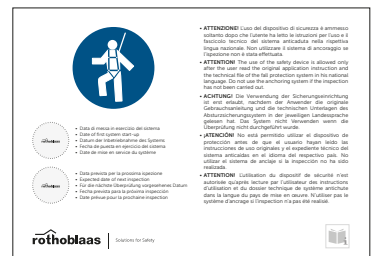 • ATTENZIONE! L'uso del dispositivo di sicurezza è ammesso
soltanto dopo che l'utente ha letto le istruzioni per l'uso e il
fascicolo tecnico del sistema anticaduta nella rispettiva
lingua nazionale. Non utilizzare il sistema di ancoraggio se
l'ispezione non è stata effettuata.
• ATTENTION! The use of the safety device is allowed only
after the user read the original application instruction and
the technical file of the fall protection system in his national
language. Do not use the anchoring system if the inspection
has not been carried out.
• ACHTUNG! Die Verwendung der Sicherungseinrichtung
ist erst erlaubt, nachdem der Anwender die originale
Gebrauchsanleitung und die technischen Unterlagen des
Absturzsicherungsystem in der jeweiligen Landessprache
gelesen hat. Das System nicht Verwenden wenn die
Überprüfung nicht durchgeführt wurde.
• ¡ATENCIÓN! No está permitido utilizar el dispositivo de
protección antes de que el usuario hayan leído las
instrucciones de uso originales y el expediente técnico del
sistema anticaídas en el idioma del respectivo país. No
utilizar el sistema de anclaje si la inspección no ha sido
realizada.
• ATTENTION! L'utilisation du dispositif de sécurité n'est
autorisée qu'après lecture par l'utilisateur des instructions
d'utilisation et du dossier technique de système antichute
dans la langue du pays de mise en œuvre. N'utiliser pas le
système d'ancrage si l'inspection n'a pas été réalisé.
rothoblaas
• Data di messa in esercizio del sistema
• Date of first system start-up
• Datum der Inbetriebnahme des Systems
• Fecha de puesta en ejercicio del sistema
• Date de mise en service du système
rothoblaas
• Data prevista per la prossima ispezione
• Expected date of next inspection
• Für die nächste Überprüfung vorgesehener Datum
• Fecha prevista para la próxima inspección
• Date prévue pour la prochaine inspection
rothoblaas
Solutions for Safety